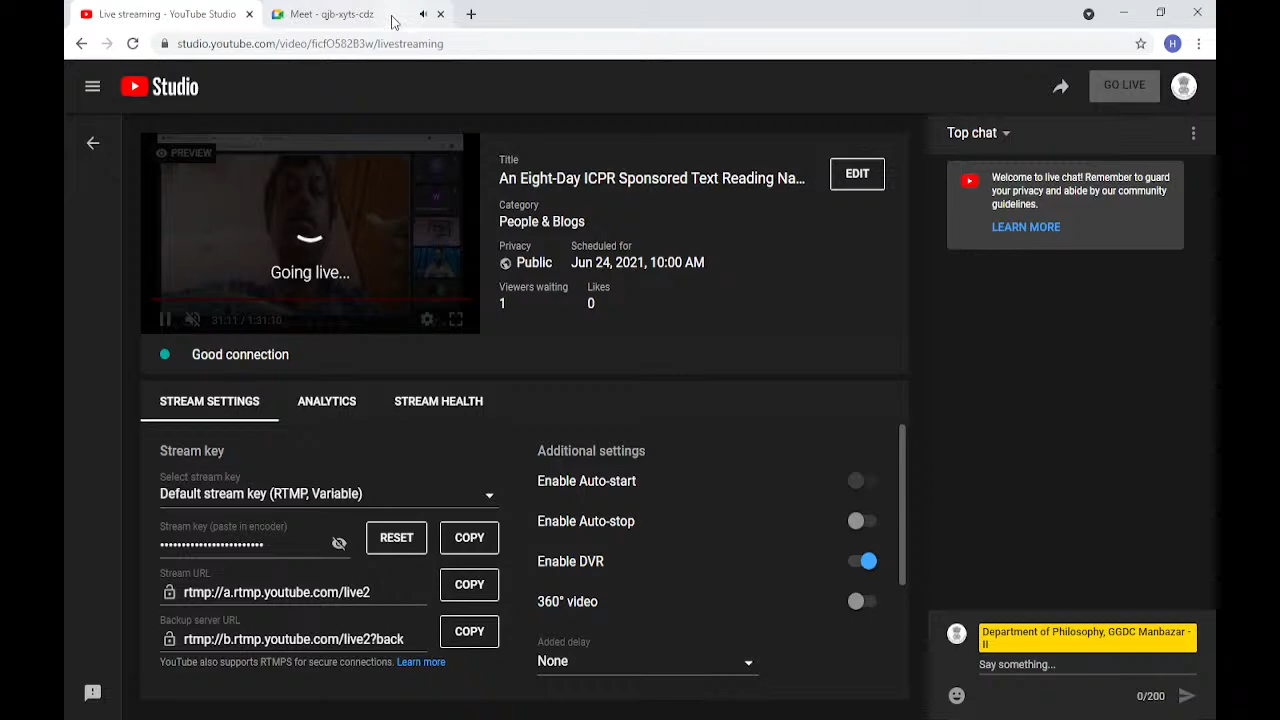 Live streaming - YouTube Studio
Meet - qjb-xyts-cdz
studio.youtube.com/video/ficfO582B3w/livestreaming
H
Studio
GO LIVE
PREVIEW
W
Going live...
31:11 / 1:31:10
Title
An Eight-Day ICPR Sponsored Text Reading Na...
EDIT
Category
People & Blogs
Privacy
Scheduled for
Public
Jun 24, 2021, 10:00 AM
Viewers waiting
Likes
1
0
Good connection
Top chat
Welcome to live chat! Remember to guard
your privacy and abide by our community
guidelines.
LEARN MORE
STREAM SETTINGS
ANALYTICS
STREAM HEALTH
Stream key
Select stream key
Default stream key (RTMP, Variable)
Stream key (paste in encoder)
••••••••••••••••••••••••
RESET
COPY
Stream URL
rtmp://a.rtmp.youtube.com/live2
COPY
Backup server URL
rtmp://b.rtmp.youtube.com/live2?back
COPY
YouTube also supports RTMPS for secure connections. Learn more
Additional settings
Enable Auto-start
Enable Auto-stop
Enable DVR
360° video
Added delay
None
Department of Philosophy, GGDC Manbazar -
II
Say something...
0/200